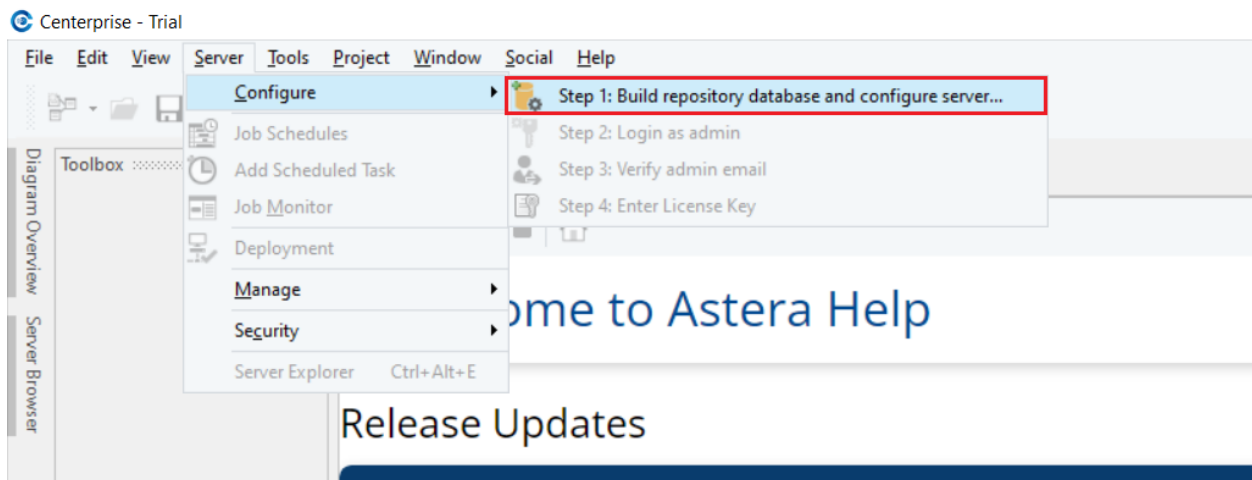 Centerprise - Trial
File Edit View Server Tools Project Window Social Help
Configure
Step 1: Build repository database and configure server...
Job Schedules
Step 2: Login as admin
Toolbox
Add Scheduled Task
Step 3: Verify admin email
Job Monitor
Step 4: Enter License Key
Deployment
Manage
Security
Server Explorer Ctrl+Alt+E
Diagram Overview
Server Browser
ome to Astera Help
Release Updates